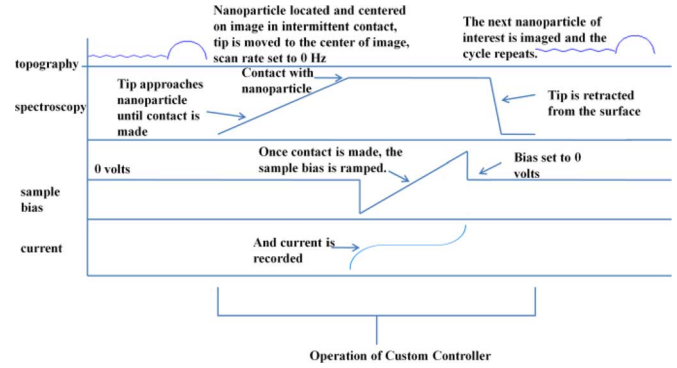 Nanoparticle located and centered
on image in intermittent contact,
tip is moved to the center of image,
scan rate set to 0 Hz
The next nanoparticle of
interest is imaged and the
cycle repeats.
topography
Contact with
nanoparticle
Tip approaches
nanoparticle
until contact is
made
spectroscopy
Tip is retracted
from the surface
Once contact is made, the
sample bias is ramped.
Bias set to 0
volts
0 volts
sample
bias
current
And current is
recorded
Operation of Custom Controller